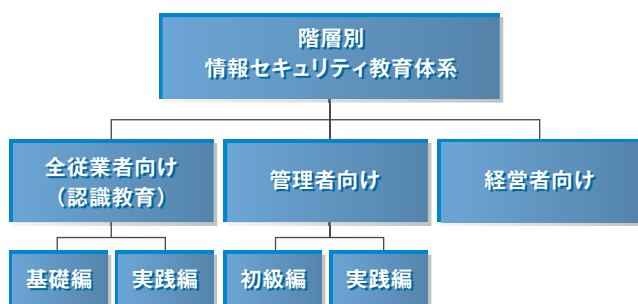 階層別
情報セキュリティ教育体系
全従業者向け
（認識教育）
管理者向け
経営者向け
基礎編
実践編
初級編
実践編